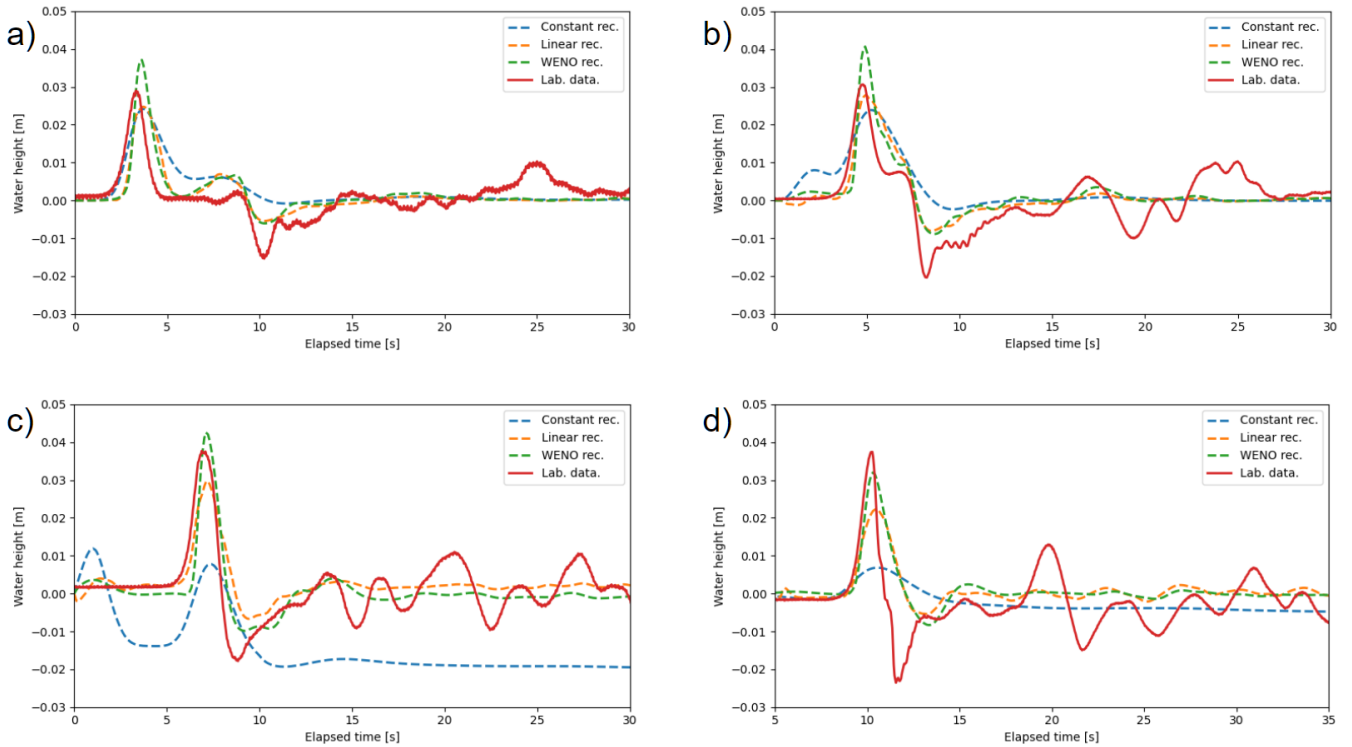 a)
0.05
0.04
0.03
0.02
0.01
0.00
−0.01
−0.02
−0.03
Water height [m]
Constant rec.
Linear rec.
WENO rec.
Lab. data.
0 5 10 15 20 25 30
Elapsed time [s]
b)
0.05
0.04
0.03
0.02
0.01
0.00
−0.01
−0.02
−0.03
Water height [m]
Constant rec.
Linear rec.
WENO rec.
Lab. data.
0 5 10 15 20 25 30
Elapsed time [s]
c)
0.05
0.04
0.03
0.02
0.01
0.00
−0.01
−0.02
−0.03
Water height [m]
Constant rec.
Linear rec.
WENO rec.
Lab. data.
0 5 10 15 20 25 30
Elapsed time [s]
d)
0.05
0.04
0.03
0.02
0.01
0.00
−0.01
−0.02
−0.03
Water height [m]
Constant rec.
Linear rec.
WENO rec.
Lab. data.
5 10 15 20 25 30 35
Elapsed time [s]